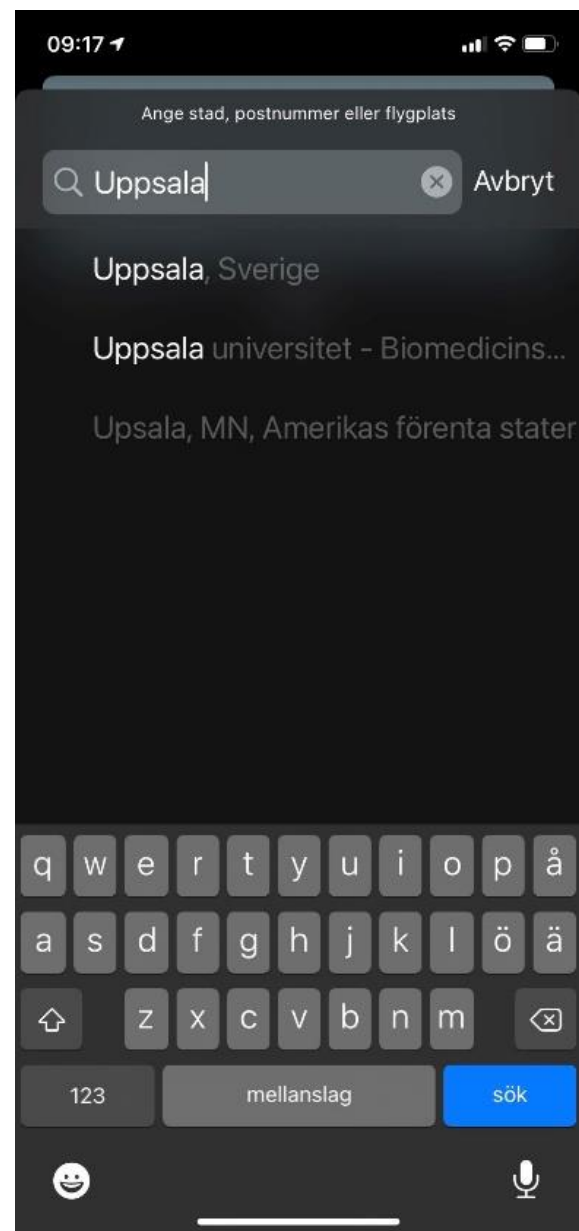 09:17
Ange stad, postnummer eller flygplats
Uppsala Avbryt
Uppsala, Sverige
Uppsala universitet - Biomedicins...
Upsala, MN, Amerikas förenta stater
q w e r t y u i o p å
a s d f g h j k l ö ä
z x c v b n m
123 mellanslag sök